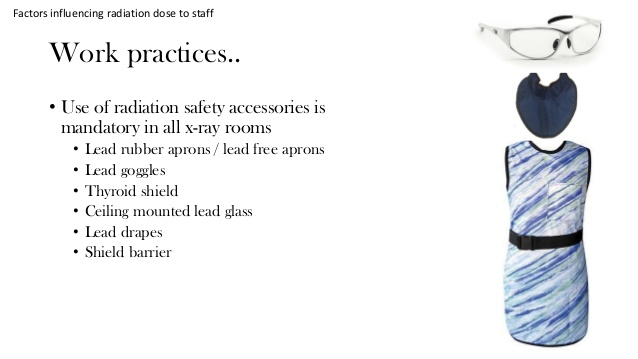 Factors influencing radiation dose to staff
Work practices..
• Use of radiation safety accessories is
mandatory in all x-ray rooms
• Lead rubber aprons / lead free aprons
• Lead goggles
• Thyroid shield
• Ceiling mounted lead glass
• Lead drapes
• Shield barrier